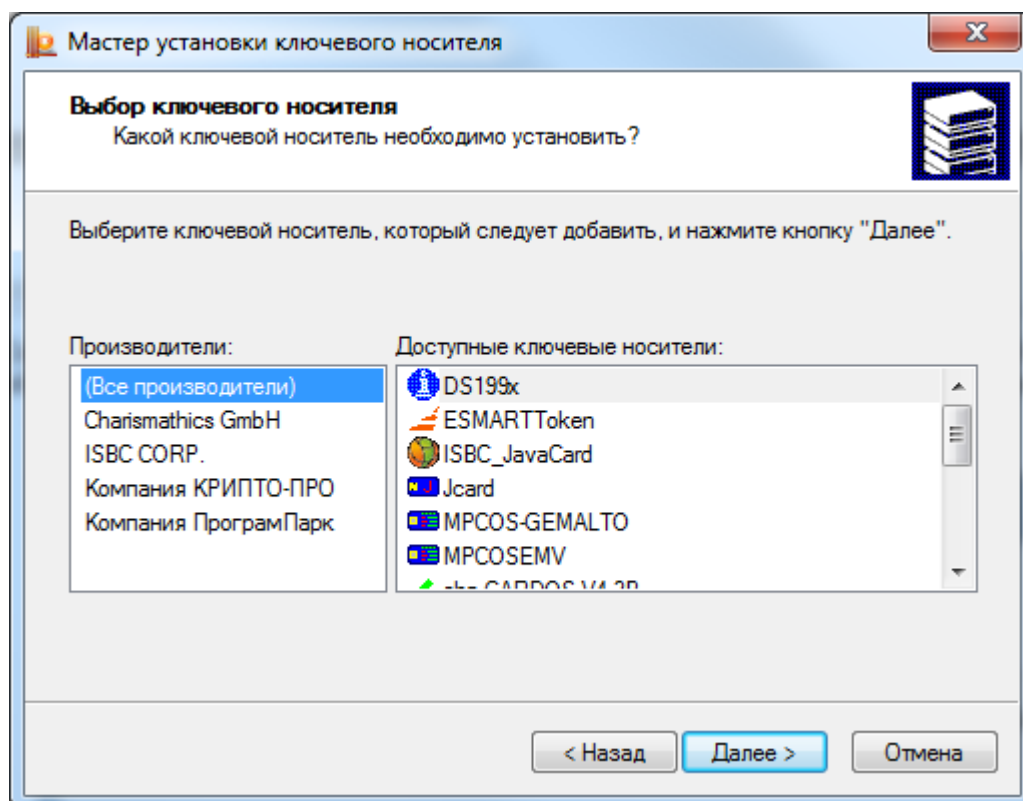 Мастер установки ключевого носителя
Выбор ключевого носителя
Какой ключевой носитель необходимо установить?
Выберите ключевой носитель, который следует добавить, и нажмите кнопку "Далее".
Производители:
(Все производители)
Charismathics GmbH
ISBC CORP.
Компания КРИПТО-ПРО
Компания ПрограмПарк
Доступные ключевые носители:
DS199x
ESMARTToken
ISBC_JavaCard
Jcard
MPCOS-GEMALTO
MPCOSEMV
< Назад
Далее >
Отмена